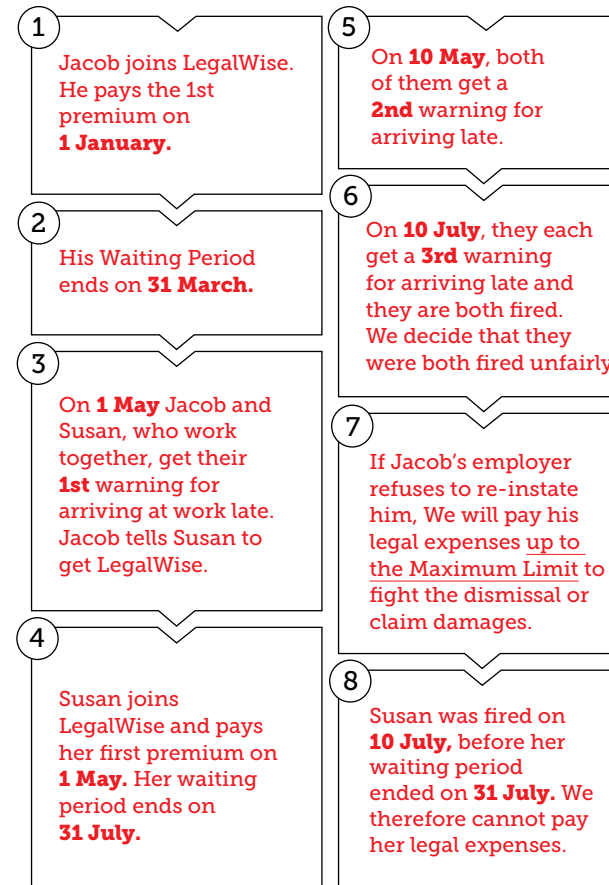 1
Jacob joins LegalWise.
He pays the 1st
premium on
1 January.
2
His Waiting Period
ends on 31 March.
3
On 1 May Jacob and
Susan, who work
together, get their
1st warning for
arriving at work late.
Jacob tells Susan to
get LegalWise.
4
Susan joins
LegalWise and pays
her first premium on
1 May. Her waiting
period ends on
31 July.
5
On 10 May, both
of them get a
2nd warning for
arriving late.
6
On 10 July, they each
get a 3rd warning
for arriving late and
they are both fired.
We decide that they
were both fired unfairly
7
If Jacob's employer
refuses to re-instate
him, We will pay his
legal expenses up to
the Maximum Limit to
fight the dismissal or
claim damages.
8
Susan was fired on
10 July, before her
waiting period
ended on 31 July. We
therefore cannot pay
her legal expenses.